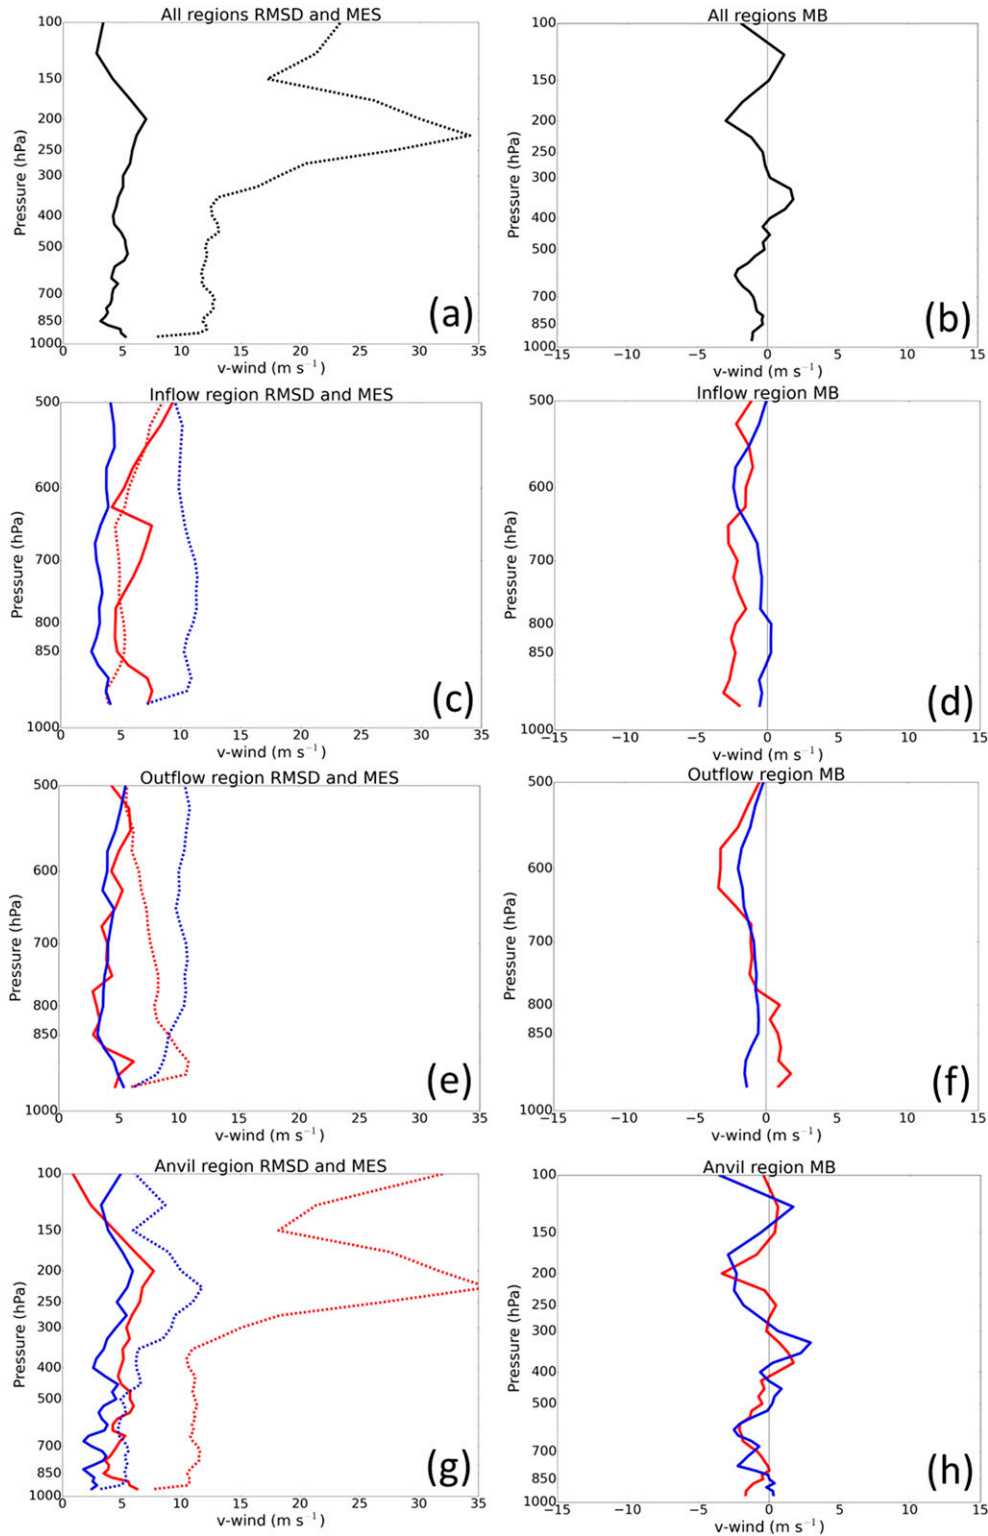 All regions RMSD and MES
100
150
200
250
300
400
500
700
850
1000
Pressure (hPa)
0 5 10 15 20 25 30 35
v-wind (m s⁻¹)
(a)
All regions MB
100
150
200
250
300
400
500
700
850
1000
Pressure (hPa)
−15 −10 −5 0 5 10 15
v-wind (m s⁻¹)
(b)
Inflow region RMSD and MES
500
600
700
800
850
1000
Pressure (hPa)
0 5 10 15 20 25 30 35
v-wind (m s⁻¹)
(c)
Inflow region MB
500
600
700
800
850
1000
Pressure (hPa)
−15 −10 −5 0 5 10 15
v-wind (m s⁻¹)
(d)
Outflow region RMSD and MES
500
600
700
800
850
1000
Pressure (hPa)
0 5 10 15 20 25 30 35
v-wind (m s⁻¹)
(e)
Outflow region MB
500
600
700
800
850
1000
Pressure (hPa)
−15 −10 −5 0 5 10 15
v-wind (m s⁻¹)
(f)
Anvil region RMSD and MES
100
150
200
250
300
400
500
700
850
1000
Pressure (hPa)
0 5 10 15 20 25 30 35
v-wind (m s⁻¹)
(g)
Anvil region MB
100
150
200
250
300
400
500
700
850
1000
Pressure (hPa)
−15 −10 −5 0 5 10 15
v-wind (m s⁻¹)
(h)